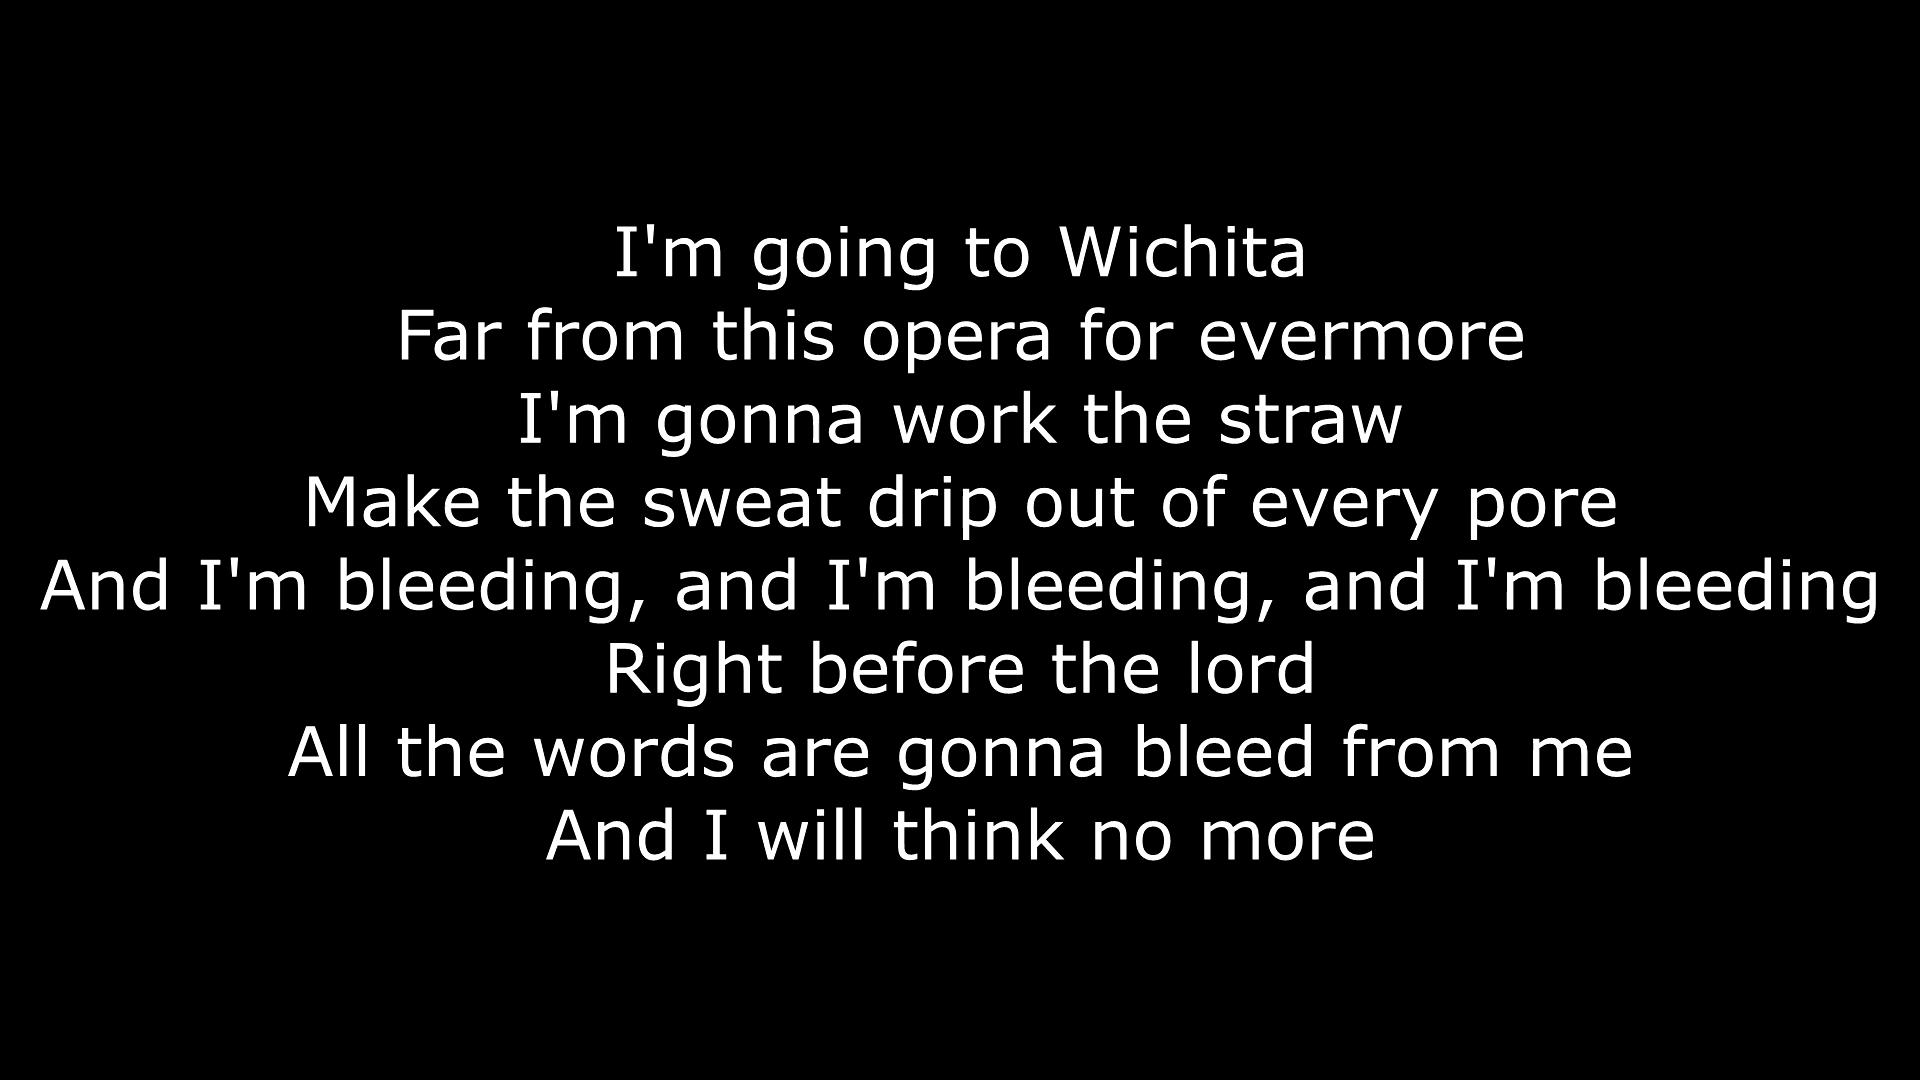 I'm going to Wichita
Far from this opera for evermore
I'm gonna work the straw
Make the sweat drip out of every pore
And I'm bleeding, and I'm bleeding, and I'm bleeding
Right before the lord
All the words are gonna bleed from me
And I will think no more